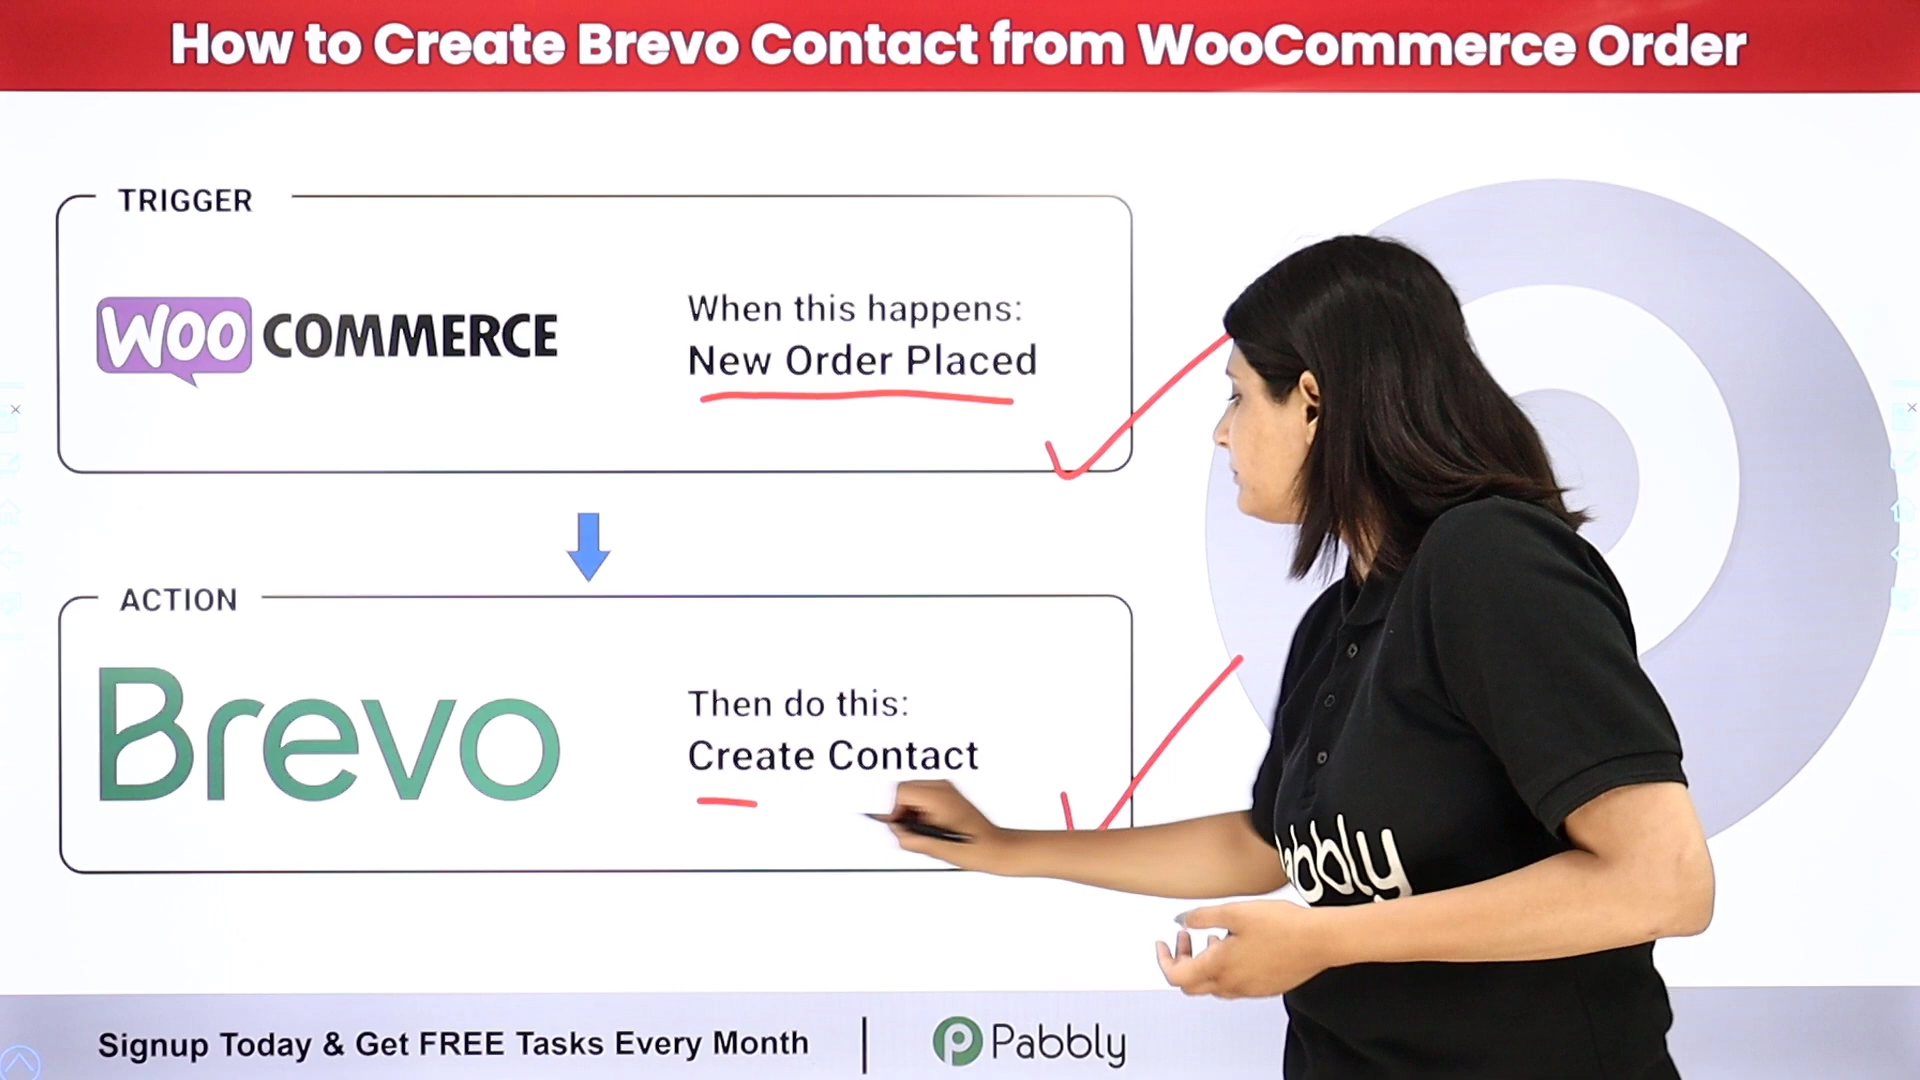 How to Create Brevo Contact from WooCommerce Order
TRIGGER
WOO COMMERCE
When this happens:
New Order Placed
ACTION
Brevo
Then do this:
Create Contact
Pabbly
Signup Today & Get FREE Tasks Every Month
Pabbly